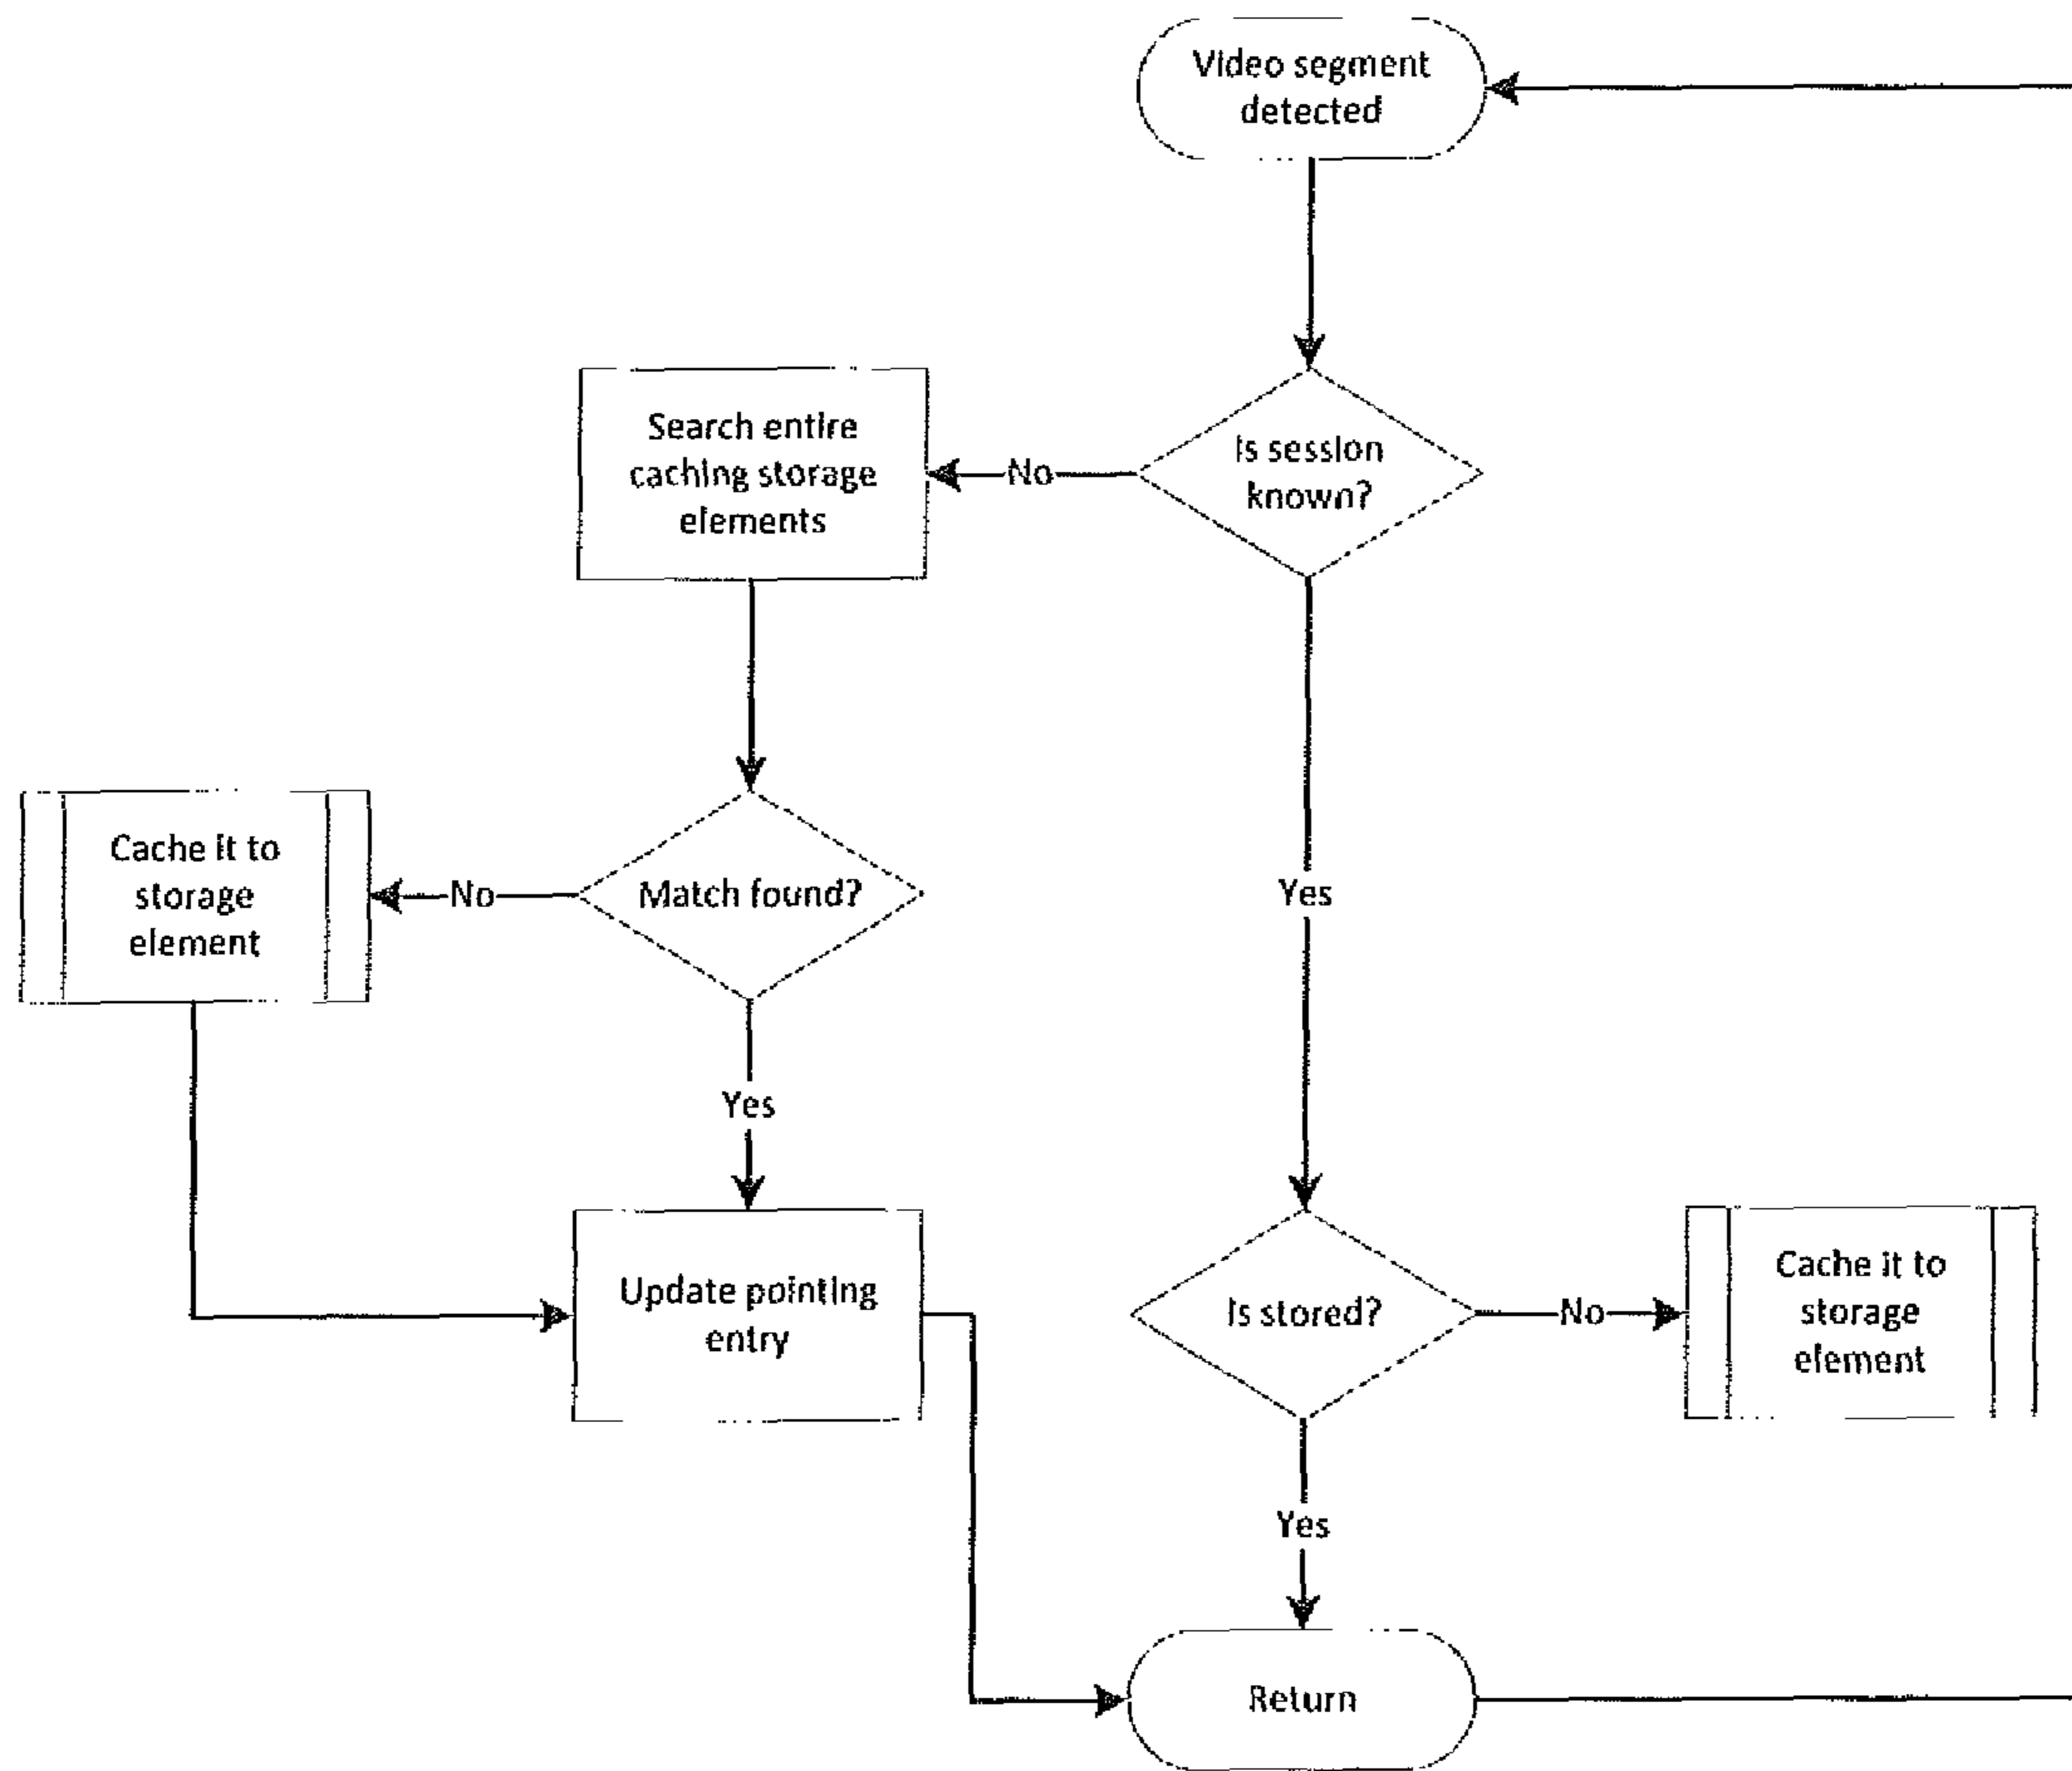 Video segment
detected
Is session
known?
No
Search entire
caching storage
elements
Match found?
No
Cache it to
storage
element
Yes
Yes
Update pointing
entry
Is stored?
No
Cache it to
storage
element
Yes
Return